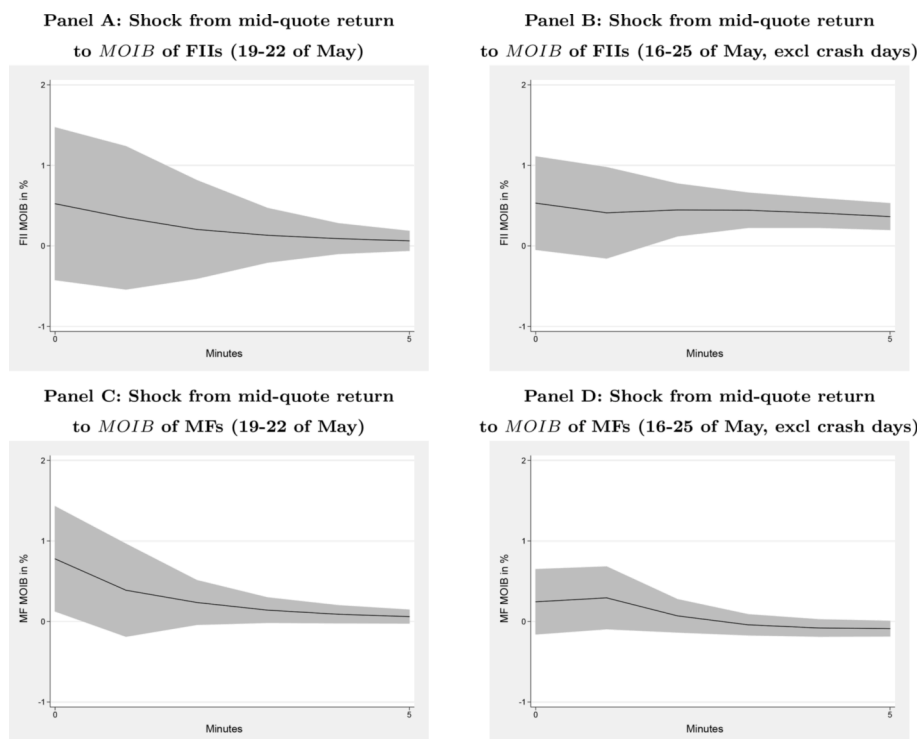 Panel A: Shock from mid-quote return
to MOIB of FIIs (19-22 of May)
2
1
0
-1
FII MOIB in %
0
5
Minutes
Panel B: Shock from mid-quote return
to MOIB of FIIs (16-25 of May, excl crash days)
2
1
0
-1
FII MOIB in %
0
5
Minutes
Panel C: Shock from mid-quote return
to MOIB of MFs (19-22 of May)
2
1
0
-1
MF MOIB in %
0
5
Minutes
Panel D: Shock from mid-quote return
to MOIB of MFs (16-25 of May, excl crash days)
2
1
0
-1
MF MOIB in %
0
5
Minutes